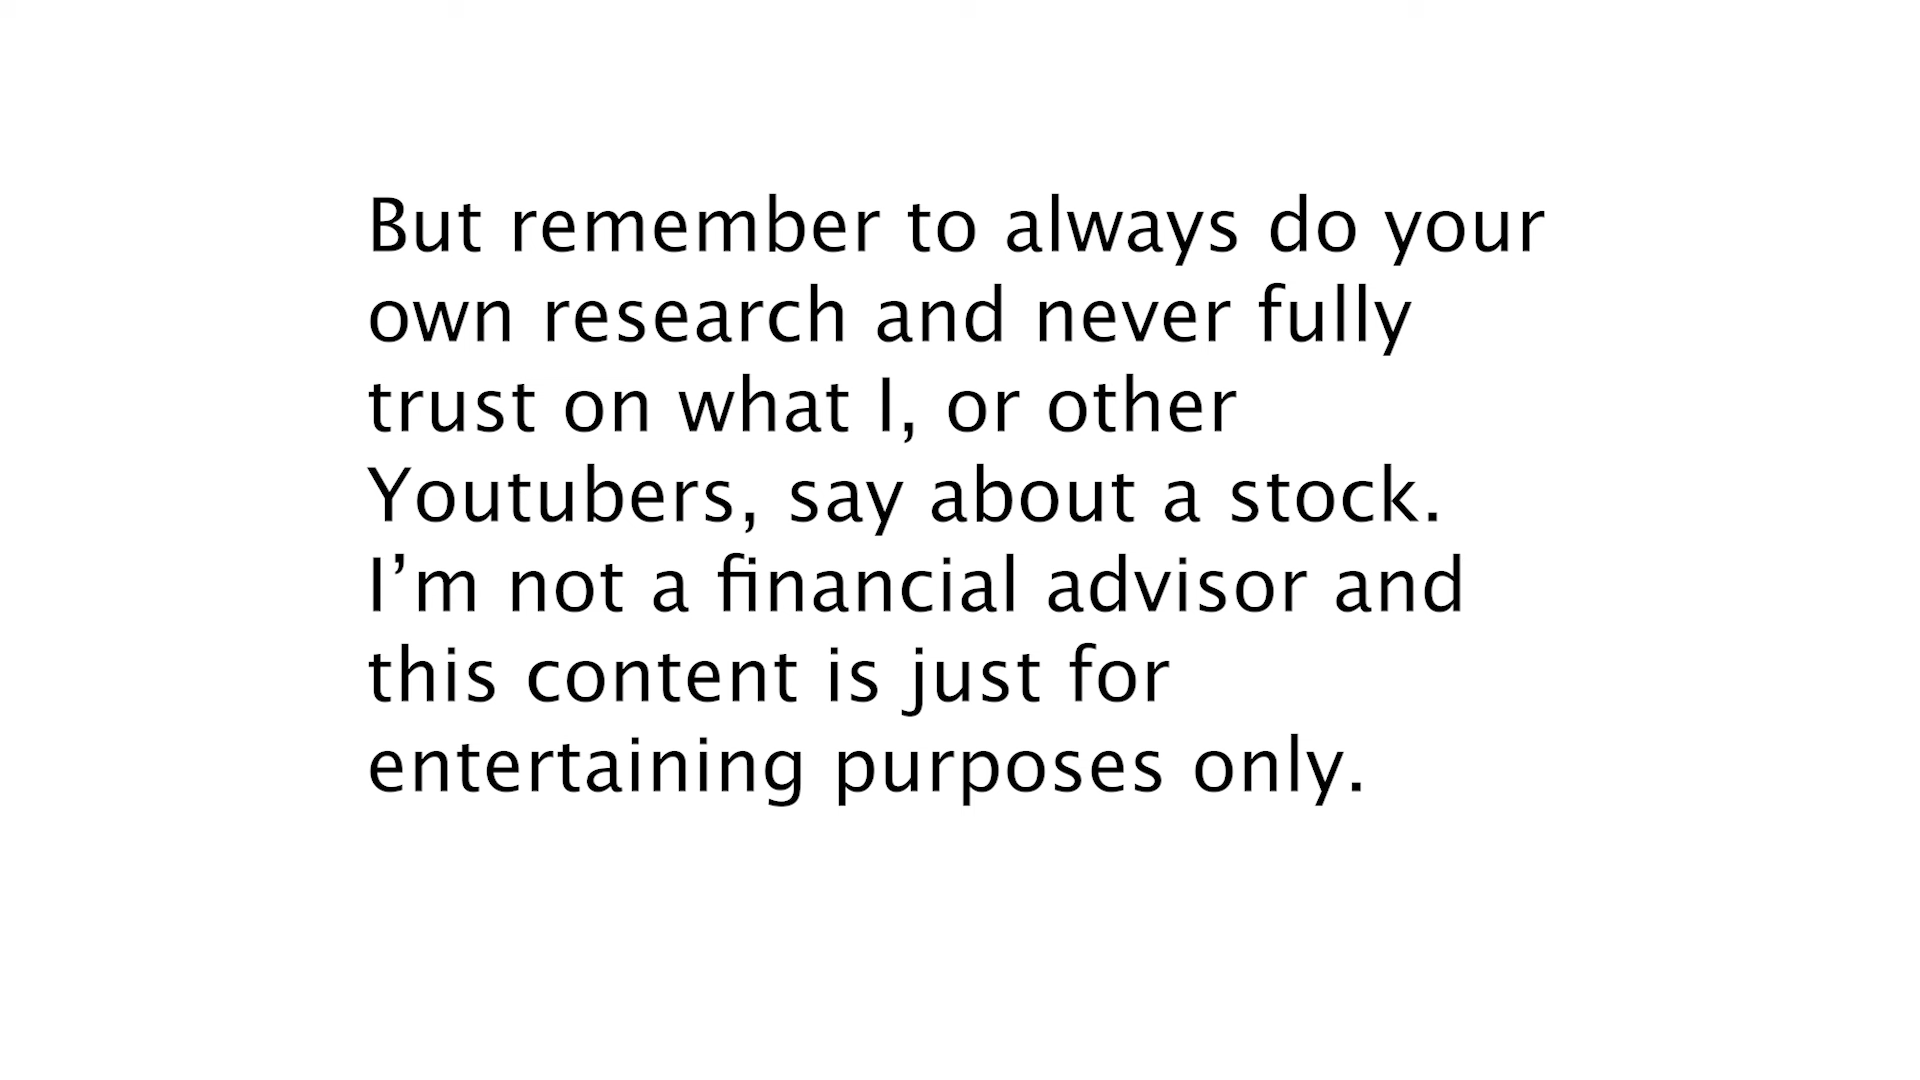 But remember to always do your
own research and never fully
trust on what I, or other
Youtubers, say about a stock.
I’m not a financial advisor and
this content is just for
entertaining purposes only.